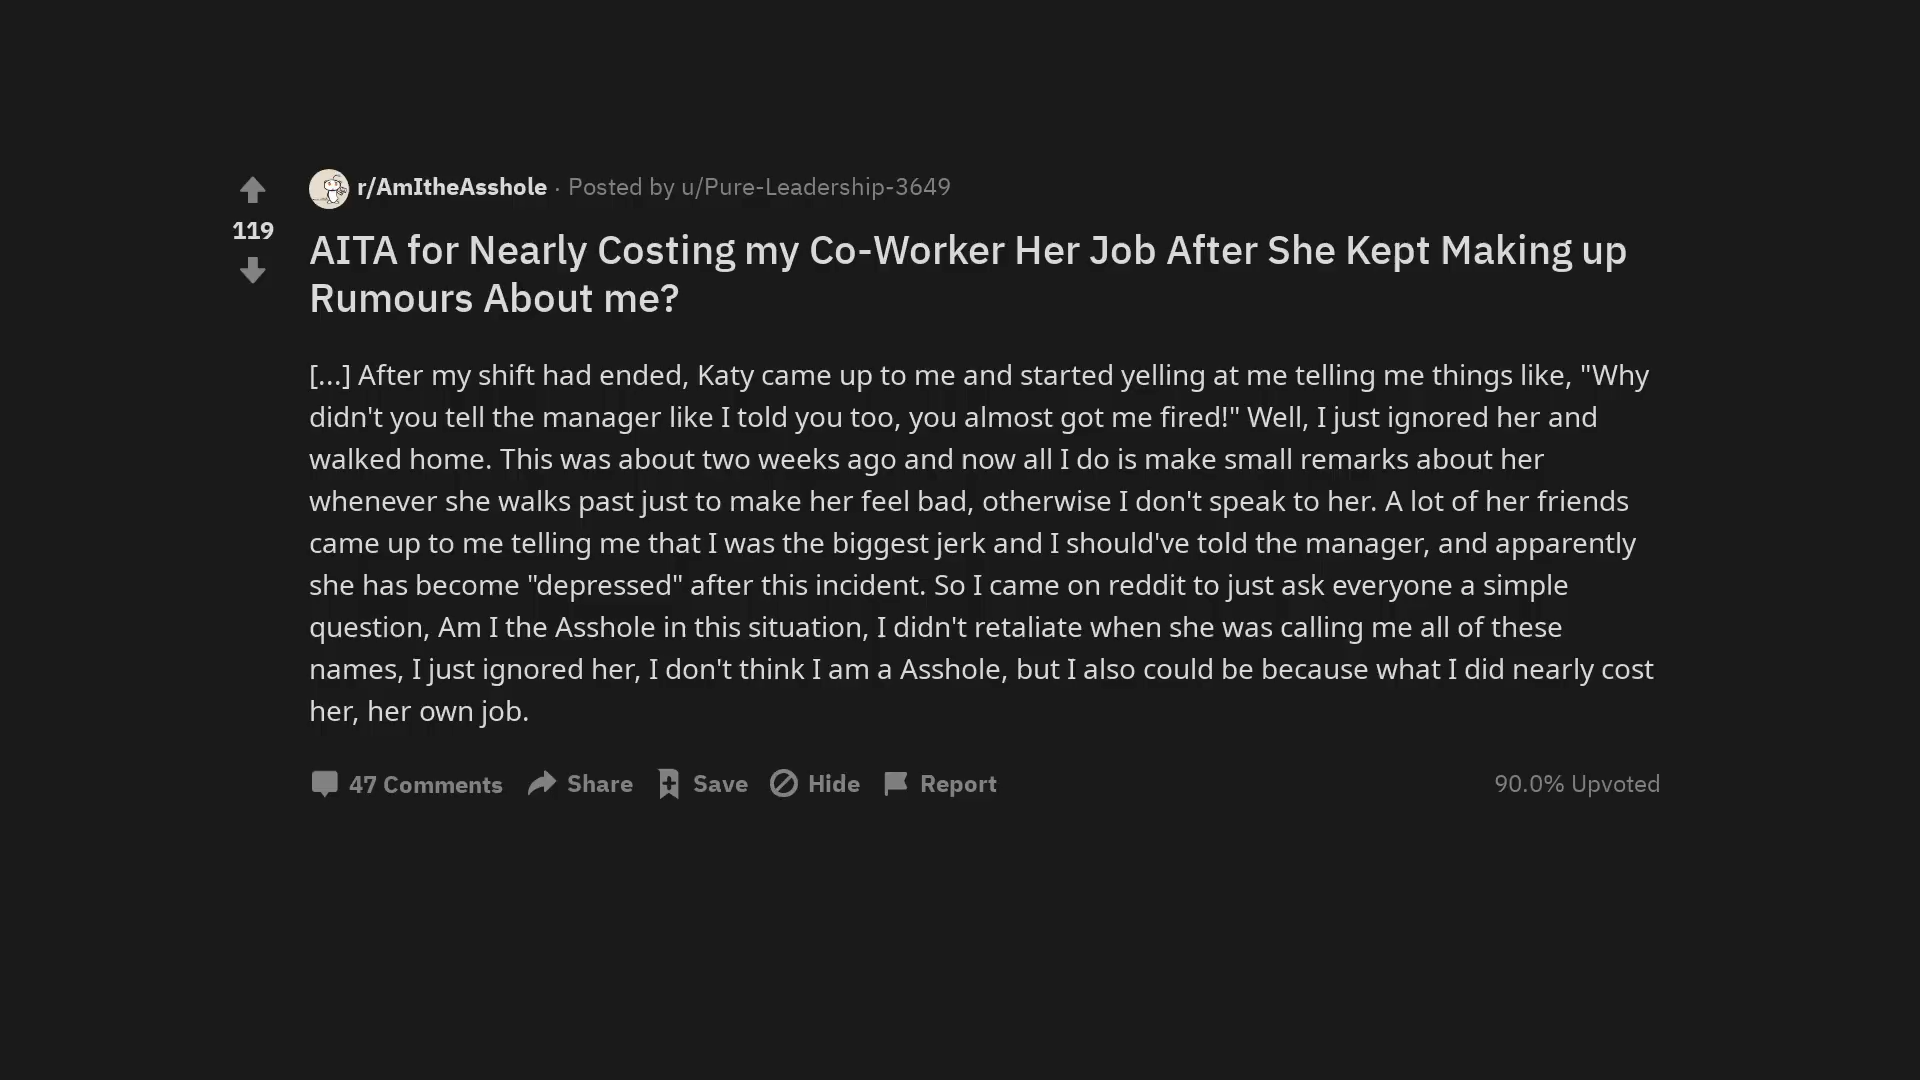 r/AmItheAsshole · Posted by u/Pure-Leadership-3649
119
AITA for Nearly Costing my Co-Worker Her Job After She Kept Making up
Rumours About me?
[...] After my shift had ended, Katy came up to me and started yelling at me telling me things like, "Why
didn't you tell the manager like I told you too, you almost got me fired!" Well, I just ignored her and
walked home. This was about two weeks ago and now all I do is make small remarks about her
whenever she walks past just to make her feel bad, otherwise I don't speak to her. A lot of her friends
came up to me telling me that I was the biggest jerk and I should've told the manager, and apparently
she has become "depressed" after this incident. So I came on reddit to just ask everyone a simple
question, Am I the Asshole in this situation, I didn't retaliate when she was calling me all of these
names, I just ignored her, I don't think I am a Asshole, but I also could be because what I did nearly cost
her, her own job.
47 Comments Share Save Hide Report 90.0% Upvoted